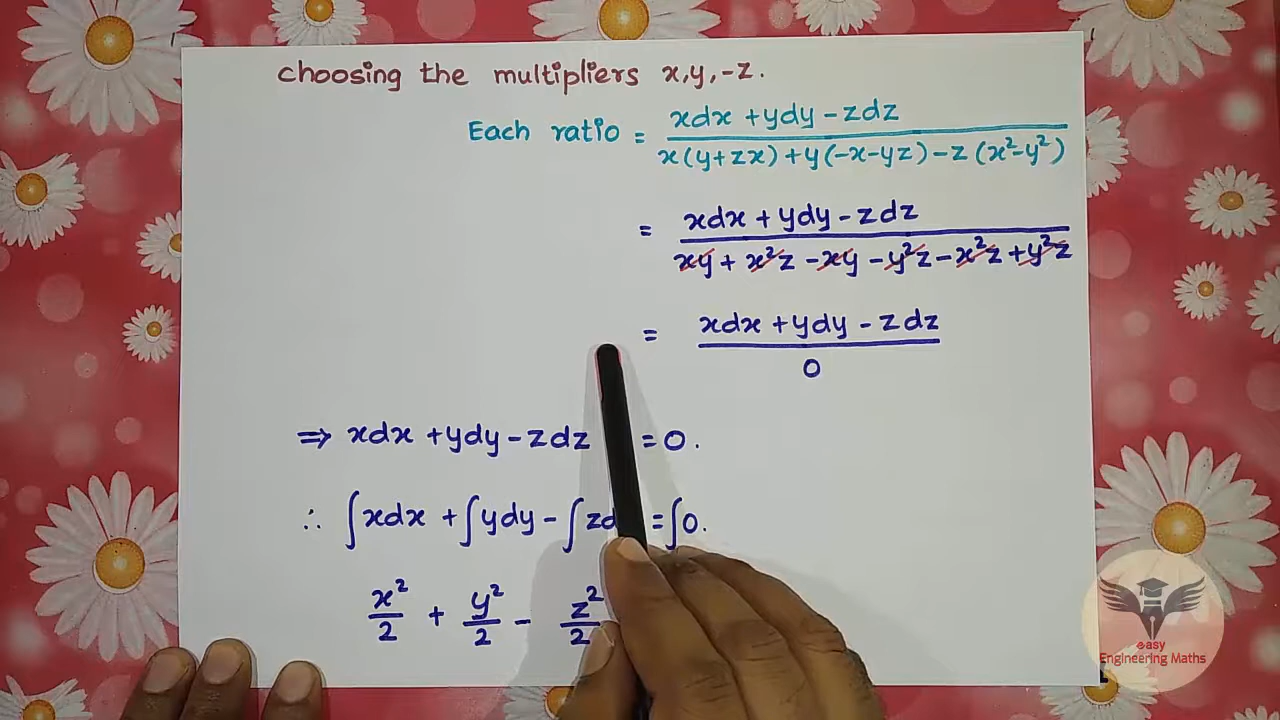 choosing the multipliers x,y,-z.
Each ratio = xdx + ydy - zdz / x(y+zx) + y(-x-yz) - z(x²-y²)
= xdx + ydy - zdz / xy + x²z - xy - y²z - x²z + y²z
= xdx + ydy - zdz / 0
⇒ xdx + ydy - zdz = 0.
∴ ∫xdx + ∫ydy - ∫zd = ∫0.
x²/2 + y²/2 - z²/2
easy
Engineering Maths